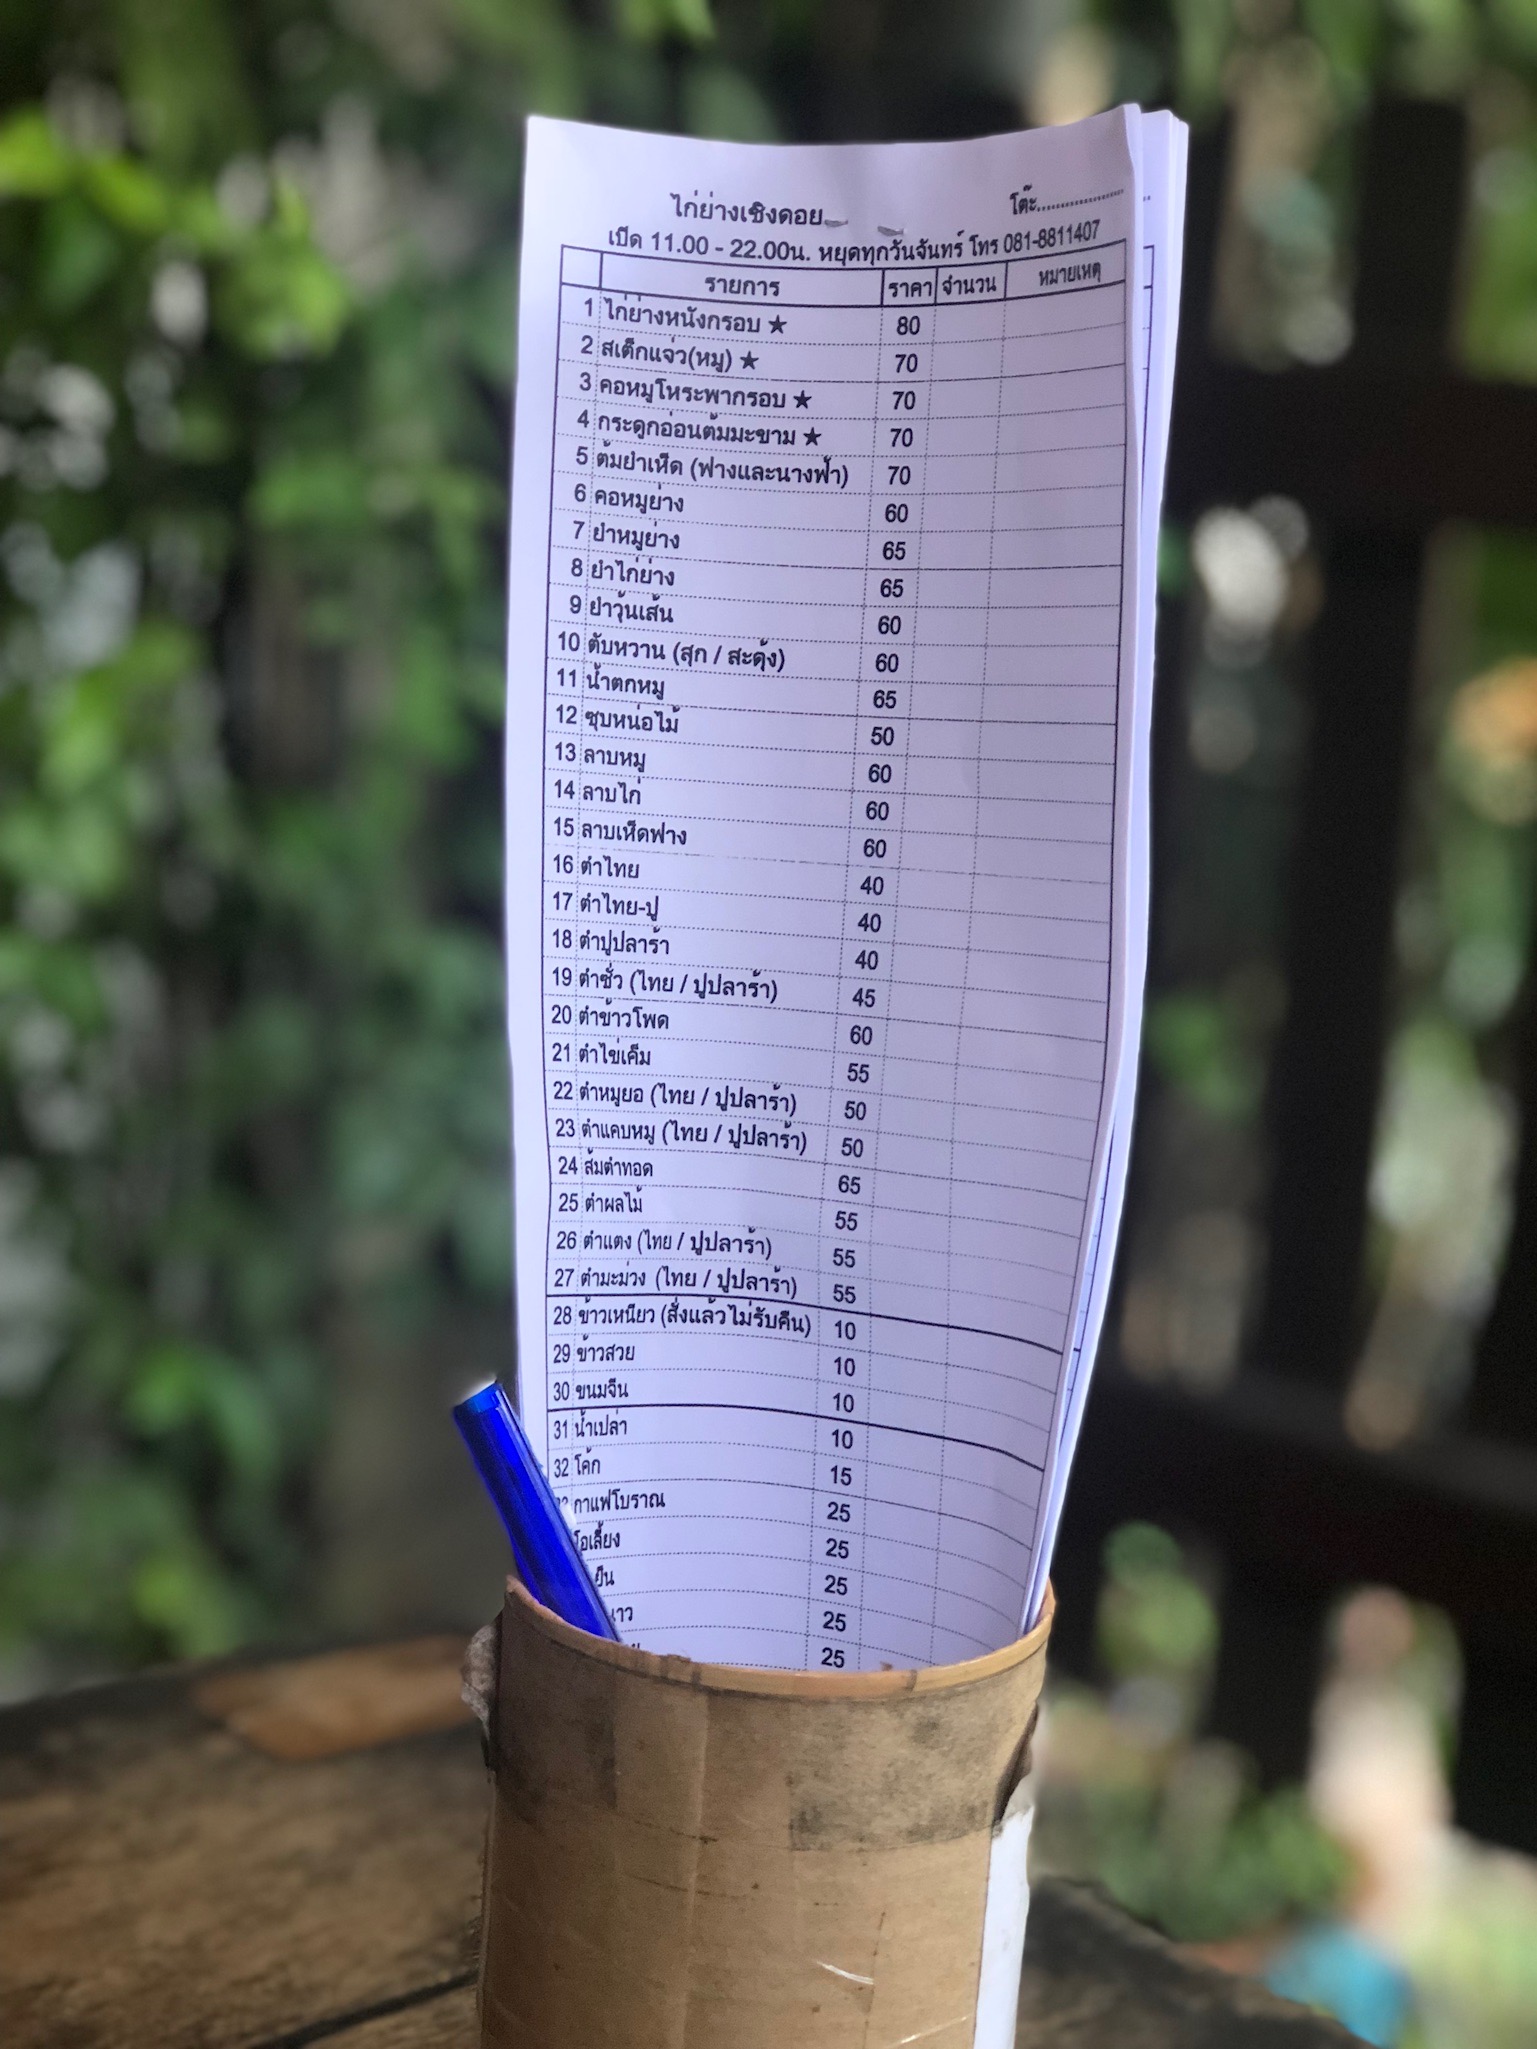 ไก่ย่างเชิงดอย
โต๊ะ....................
เปิด 11.00 - 22.00น. หยุดทุกวันจันทร์ โทร 081-8811407
รายการ ราคา จำนวน หมายเหตุ
1 ไก่ย่างหนังกรอบ ★ 80
2 สเต็กแจ่ว(หมู) ★ 70
3 คอหมูโหระพากรอบ ★ 70
4 กระดูกอ่อนต้มมะขาม ★ 70
5 ต้มยำเห็ด (ฟางและนางฟ้า) 70
6 คอหมูย่าง 60
7 ยำหมูย่าง 65
8 ยำไก่ย่าง 65
9 ยำวุ้นเส้น 60
10 ตับหวาน (สุก / สะดุ้ง) 60
11 น้ำตกหมู 65
12 ซุบหน่อไม้ 50
13 ลาบหมู 60
14 ลาบไก่ 60
15 ลาบเห็ดฟาง 60
16 ตำไทย 40
17 ตำไทย-ปู 40
18 ตำปูปลาร้า 40
19 ตำซั่ว (ไทย / ปูปลาร้า) 45
20 ตำข้าวโพด 60
21 ตำไข่เค็ม 55
22 ตำหมูยอ (ไทย / ปูปลาร้า) 50
23 ตำแคบหมู (ไทย / ปูปลาร้า) 50
24 ส้มตำทอด 65
25 ตำผลไม้ 55
26 ตำแตง (ไทย / ปูปลาร้า) 55
27 ตำมะม่วง (ไทย / ปูปลาร้า) 55
28 ข้าวเหนียว (สั่งแล้วไม่รับคืน) 10
29 ข้าวสวย 10
30 ขนมจีน 10
31 น้ำเปล่า 10
32 โค้ก 15
กาแฟโบราณ 25
โอเลี้ยง 25
25
25
25